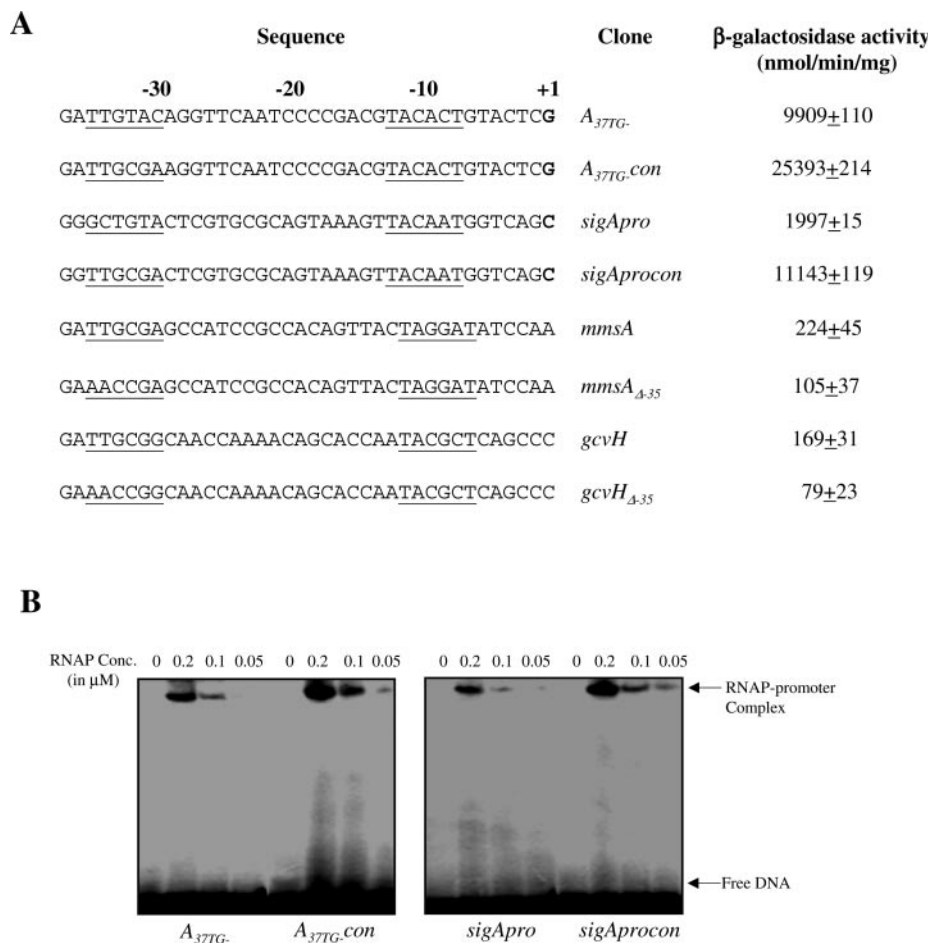 A
Sequence Clone β-galactosidase activity
(nmol/min/mg)
-30 -20 -10 +1
GATTGTACAGGTTCAATCCCCGACGTACACTGTACTCG A37TG- 9909±110
GATTGCGAAGGTTCAATCCCCGACGTACACTGTACTCG A37TG-con 25393±214
GGGCTGTACTCGTGCGCAGTAAAGTTACAATGGTCAGC sigApro 1997±15
GGTTGCGACTCGTGCGCAGTAAAGTTACAATGGTCAGC sigAprocon 11143±119
GATTGCGAGCCATCCGCCACAGTTACTAGGATATCCAA mmsA 224±45
GAAACCGAGCCATCCGCCACAGTTACTAGGATATCCAA mmsAΔ-35 105±37
GATTGCGGCAACCAAAACAGCACCAATACGCTCAGCCC gcvH 169±31
GAAACCGGCAACCAAAACAGCACCAATACGCTCAGCCC gcvHΔ-35 79±23
B
RNAP Conc. 0 0.2 0.1 0.05 0 0.2 0.1 0.05 0 0.2 0.1 0.05 0 0.2 0.1 0.05
(in μM)
RNAP-promoter
Complex
Free DNA
A37TG- A37TG-con sigApro sigAprocon